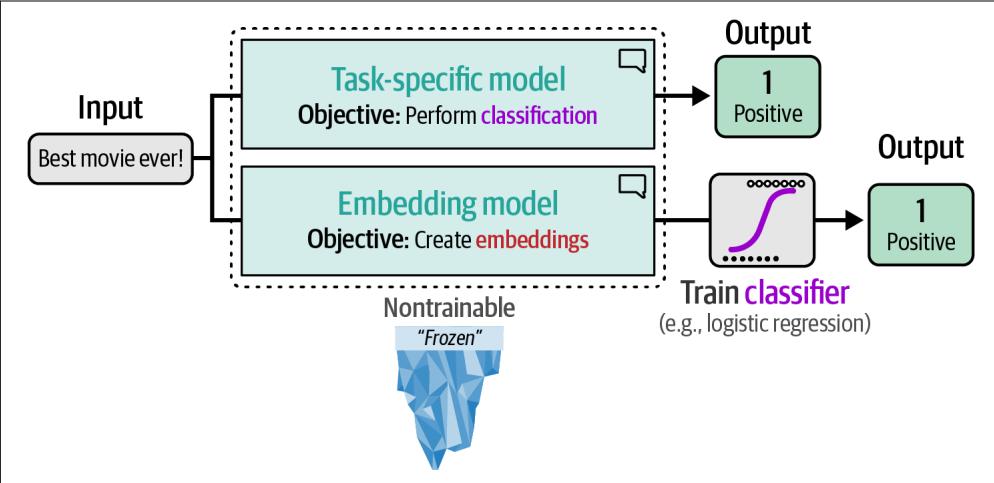 Input
Best movie ever!
Task-specific model
Objective: Perform classification
Output
1
Positive
Embedding model
Objective: Create embeddings
Train classifier
(e.g., logistic regression)
Output
1
Positive
Nontrainable
“Frozen”